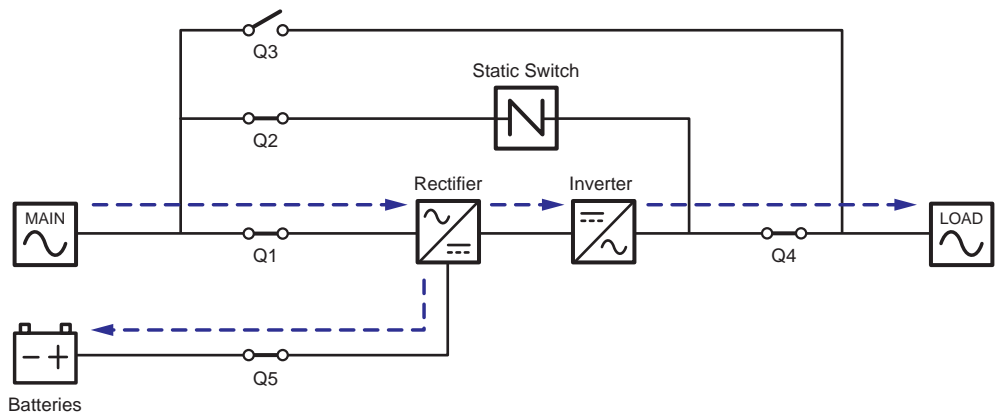 Q3
Static Switch
Q2
Rectifier
Inverter
MAIN
LOAD
Q1
Q4
Q5
Batteries